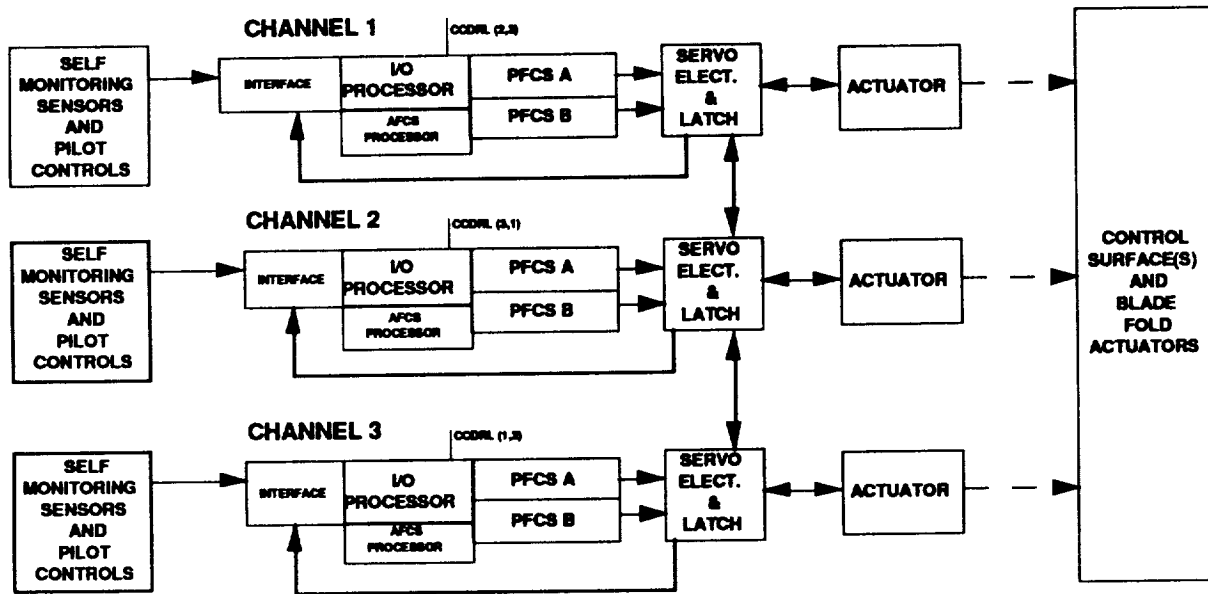 CHANNEL 1
CCDRL (2,3)
SELF
MONITORING
SENSORS
AND
PILOT
CONTROLS
INTERFACE
I/O
PROCESSOR
AFCS
PROCESSOR
PFCS A
PFCS B
SERVO
ELECT.
&
LATCH
ACTUATOR
CHANNEL 2
CCDRL (3,1)
SELF
MONITORING
SENSORS
AND
PILOT
CONTROLS
INTERFACE
I/O
PROCESSOR
AFCS
PROCESSOR
PFCS A
PFCS B
SERVO
ELECT.
&
LATCH
ACTUATOR
CHANNEL 3
CCDRL (1,2)
SELF
MONITORING
SENSORS
AND
PILOT
CONTROLS
INTERFACE
I/O
PROCESSOR
AFCS
PROCESSOR
PFCS A
PFCS B
SERVO
ELECT.
&
LATCH
ACTUATOR
CONTROL
SURFACE(S)
AND
BLADE
FOLD
ACTUATORS